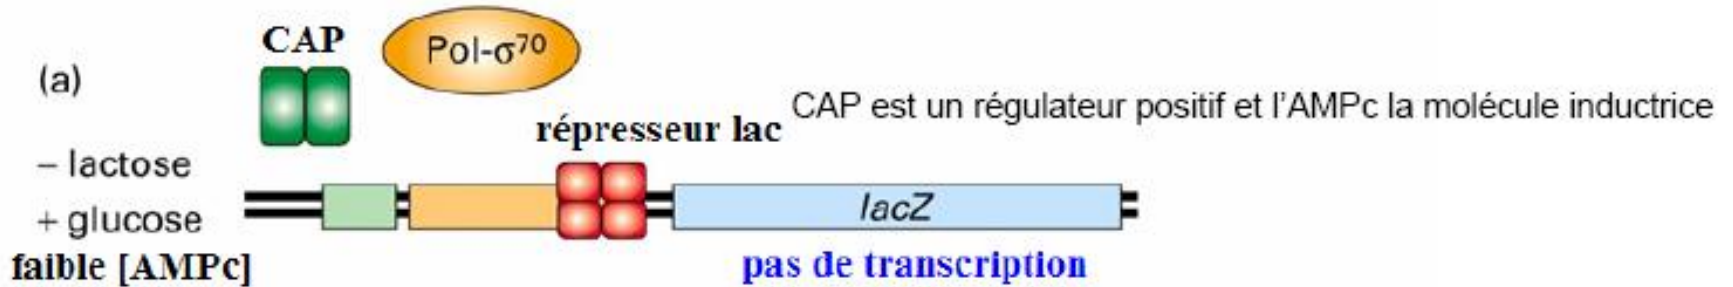 CAP
Pol-σ70
(a)
CAP est un régulateur positif et l'AMPc la molécule inductrice
répresseur lac
– lactose
+ glucose
lacZ
faible [AMPc]
pas de transcription